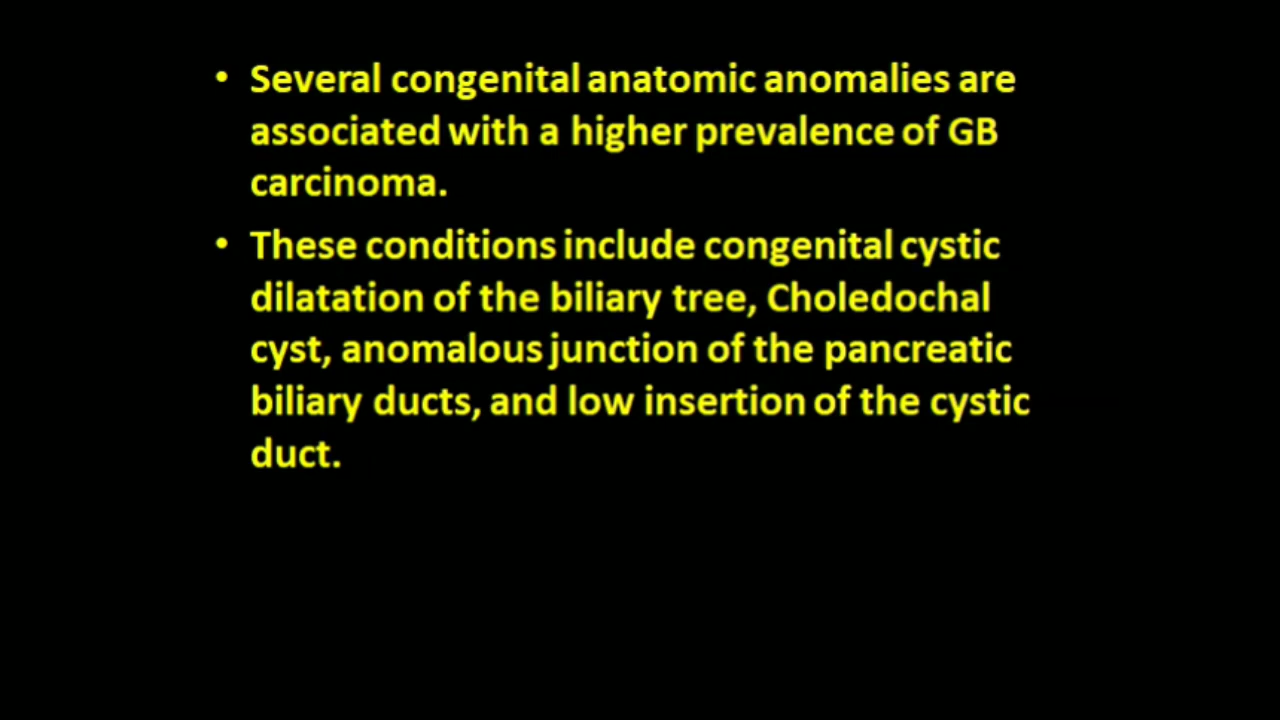 • Several congenital anatomic anomalies are
associated with a higher prevalence of GB
carcinoma.
• These conditions include congenital cystic
dilatation of the biliary tree, Choledochal
cyst, anomalous junction of the pancreatic
biliary ducts, and low insertion of the cystic
duct.